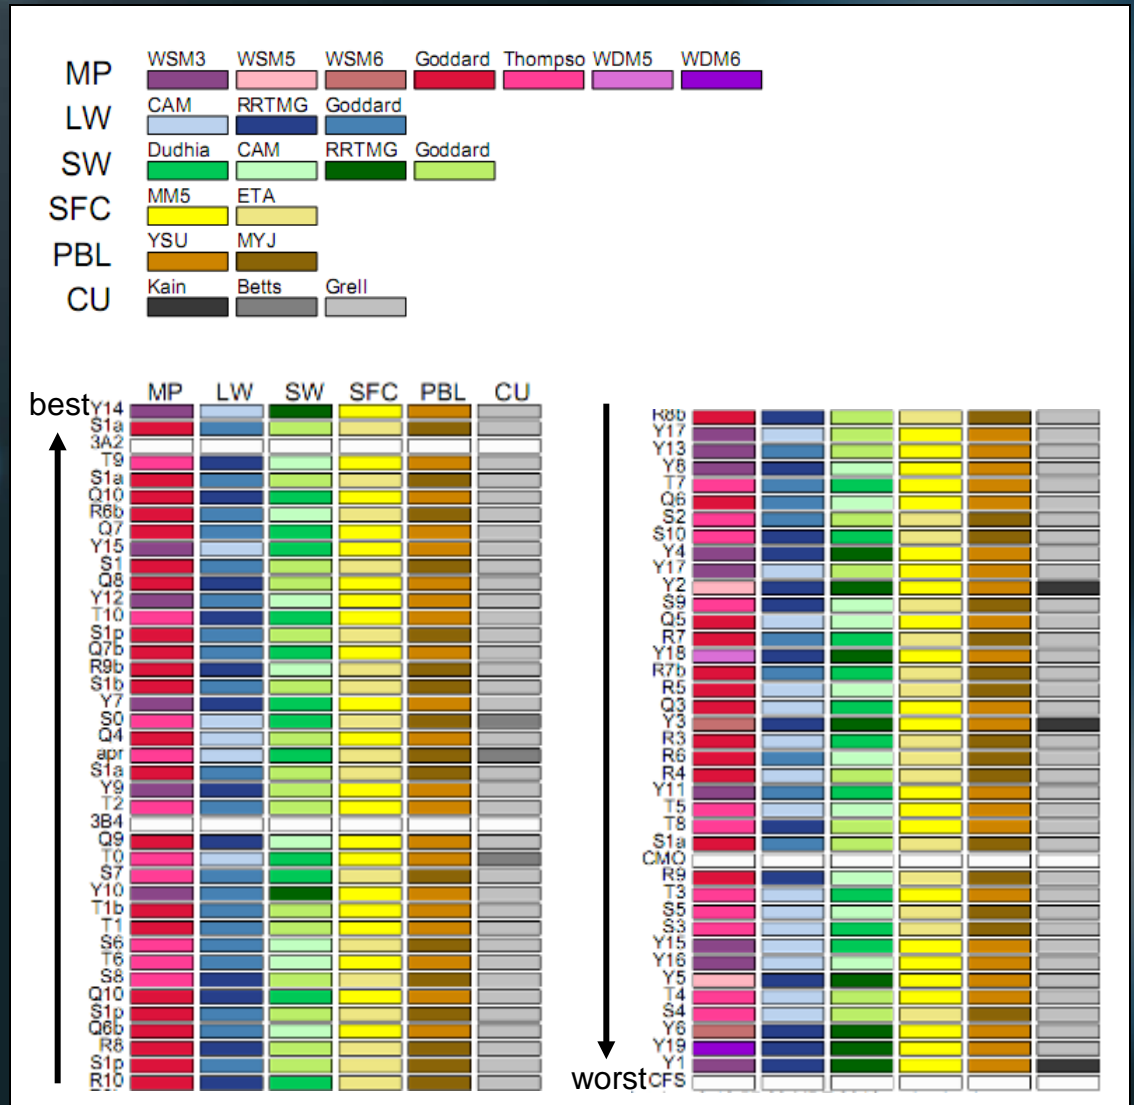 WSM3 WSM5 WSM6 Goddard Thompso WDM5 WDM6
MP
CAM RRTMG Goddard
LW
Dudhia CAM RRTMG Goddard
SW
MM5 ETA
SFC
YSU MYJ
PBL
Kain Betts Grell
CU
MP LW SW SFC PBL CU
best
Y14
S1a
3A2
T9
S1a
Q10
R6b
Q7
Y15
S1
Q8
Y12
T10
S1p
Q7b
R9b
S1b
Y7
S0
Q4
apr
S1a
Y9
T2
3B4
Q9
T0
S7
Y10
T1b
T1
S6
T6
S8
Q10
S1p
Q6b
R8
S1p
R10
R8b
Y17
Y13
Y8
T7
Q6
S2
S10
Y4
Y17
Y2
S9
Q5
R7
Y18
R7b
R5
Q3
Y3
R3
R6
R4
Y11
T5
T8
S1a
CMO
R9
T3
S5
S3
Y15
Y16
Y5
T4
S4
Y6
Y19
Y1
worst
CFS